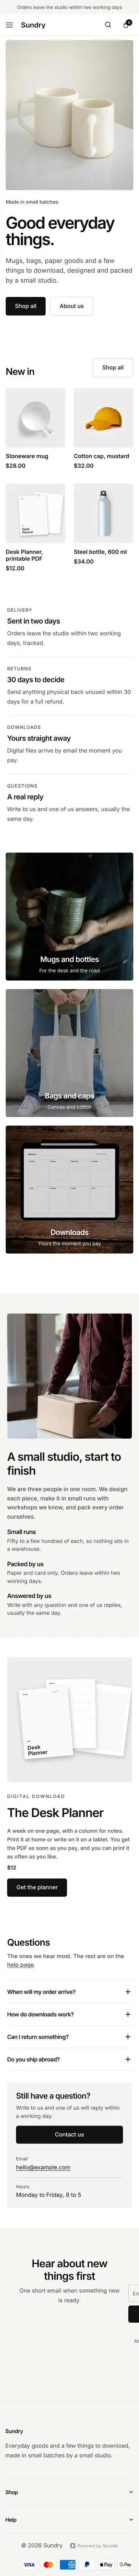 Orders leave the studio within two working days
Sundry
0
Made in small batches
Good everyday
things.
Mugs, bags, paper goods and a few
things to download, designed and packed
by a small studio.
Shop all
About us
New in
Shop all
Stoneware mug
$28.00
Cotton cap, mustard
$32.00
Desk
Planner
Desk Planner,
printable PDF
$12.00
Steel bottle, 600 ml
$34.00
DELIVERY
Sent in two days
Orders leave the studio within two working
days, tracked.
RETURNS
30 days to decide
Send anything physical back unused within 30
days for a full refund.
DOWNLOADS
Yours straight away
Digital files arrive by email the moment you
pay.
QUESTIONS
A real reply
Write to us and one of us answers, usually the
same day.
Mugs and bottles
For the desk and the road
Bags and caps
Canvas and cotton
Downloads
Yours the moment you pay
A small studio, start to
finish
We are three people in one room. We design
each piece, make it in small runs with
workshops we know, and pack every order
ourselves.
Small runs
Fifty to a few hundred of each, so nothing sits in
a warehouse.
Packed by us
Paper and card only. Orders leave within two
working days.
Answered by us
Write with any question and one of us replies,
usually the same day.
Desk
Planner
DIGITAL DOWNLOAD
The Desk Planner
A week on one page, with a column for notes.
Print it at home or write on it on a tablet. You get
the PDF as soon as you pay, and you can print it
as often as you like.
$12
Get the planner
Questions
The ones we hear most. The rest are on the
help page.
When will my order arrive?
How do downloads work?
Can I return something?
Do you ship abroad?
Still have a question?
Write to us and one of us will reply within
a working day.
Contact us
Email
hello@example.com
Hours
Monday to Friday, 9 to 5
Hear about new
things first
One short email when something new
is ready.
Sundry
Everyday goods and a few things to download,
made in small batches by a small studio.
Shop
Help
© 2026 Sundry
Powered by Storello
VISA
AMEX
Pay
G Pay